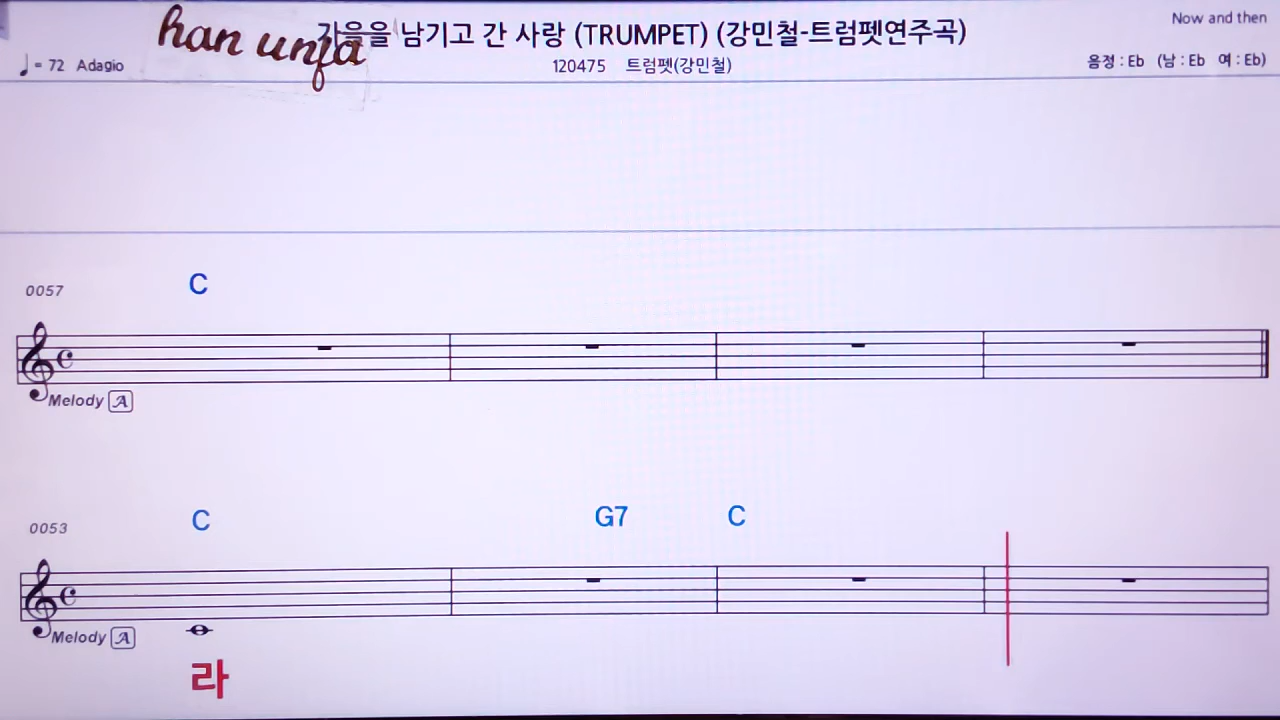 han unja
가을을 남기고 간 사랑 (TRUMPET) (강민철-트럼펫연주곡)
Now and then
♩ = 72 Adagio
120475 트럼펫(강민철)
음정 : Eb (남 : Eb 여 : Eb)
0057
C
Melody A
0053
C G7 C
Melody A
라